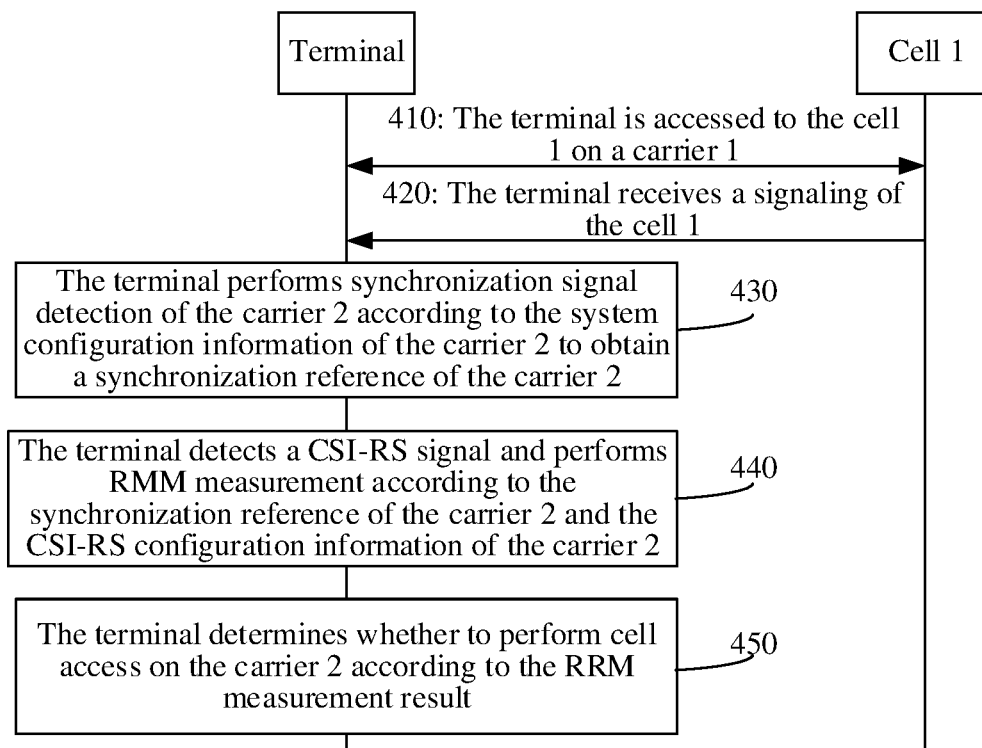 Terminal
Cell 1
410: The terminal is accessed to the cell
1 on a carrier 1
420: The terminal receives a signaling of
the cell 1
The terminal performs synchronization signal
detection of the carrier 2 according to the system
configuration information of the carrier 2 to obtain
a synchronization reference of the carrier 2
430
The terminal detects a CSI-RS signal and performs
RMM measurement according to the
synchronization reference of the carrier 2 and the
CSI-RS configuration information of the carrier 2
440
The terminal determines whether to perform cell
access on the carrier 2 according to the RRM
measurement result
450